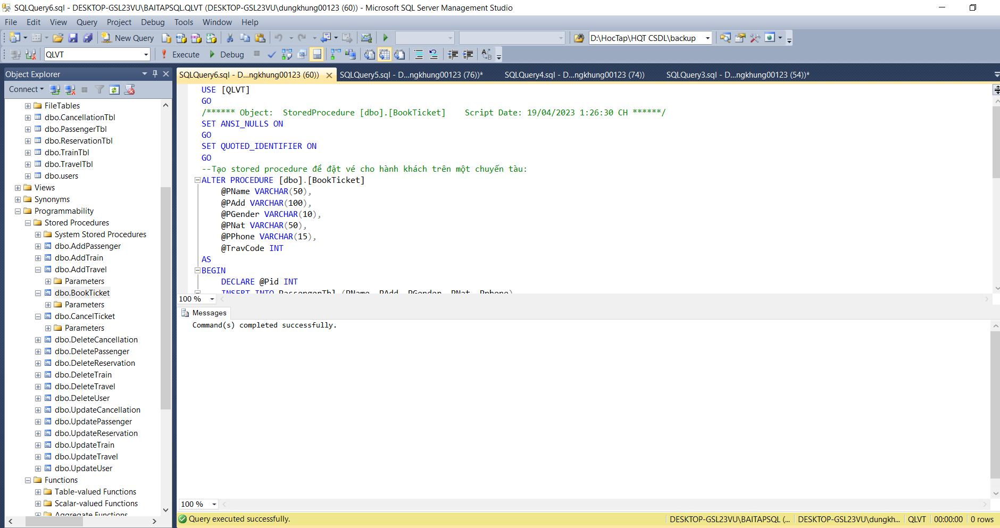 SQLQuery6.sql - DESKTOP-GSL23VU\BAITAPSQL.QLVT (DESKTOP-GSL23VU\dungkhung00123 (60)) - Microsoft SQL Server Management Studio
File Edit View Query Project Debug Tools Window Help
New Query D:\HocTap\HQT CSDL\backup
QLVT Execute Debug
Object Explorer
Connect
FileTables
dbo.CancellationTbl
dbo.PassengerTbl
dbo.ReservationTbl
dbo.TrainTbl
dbo.TravelTbl
dbo.users
Views
Synonyms
Programmability
Stored Procedures
System Stored Procedures
dbo.AddPassenger
dbo.AddTrain
dbo.AddTravel
Parameters
dbo.BookTicket
Parameters
dbo.CancelTicket
Parameters
dbo.DeleteCancellation
dbo.DeletePassenger
dbo.DeleteReservation
dbo.DeleteTrain
dbo.DeleteTravel
dbo.DeleteUser
dbo.UpdateCancellation
dbo.UpdatePassenger
dbo.UpdateReservation
dbo.UpdateTrain
dbo.UpdateTravel
dbo.UpdateUser
Functions
Table-valued Functions
Scalar-valued Functions
Aggregate Functions
SQLQuery6.sql - D...ngkhung00123 (60)) SQLQuery5.sql - D...ngkhung00123 (76))* SQLQuery4.sql - D...ngkhung00123 (74)) SQLQuery3.sql - D...ngkhung00123 (54))*
USE [QLVT]
GO
/****** Object:  StoredProcedure [dbo].[BookTicket]    Script Date: 19/04/2023 1:26:30 CH ******/
SET ANSI_NULLS ON
GO
SET QUOTED_IDENTIFIER ON
GO
--Tạo stored procedure để đặt vé cho hành khách trên một chuyến tàu:
ALTER PROCEDURE [dbo].[BookTicket]
@PName VARCHAR(50),
@PAdd VARCHAR(100),
@PGender VARCHAR(10),
@PNat VARCHAR(50),
@PPhone VARCHAR(15),
@TravCode INT
AS
BEGIN
DECLARE @Pid INT
INSERT INTO PassengerTbl (PName, PAdd, PGender, PNat, Pphone)
100 %
Messages
Command(s) completed successfully.
100 %
Query executed successfully. DESKTOP-GSL23VU\BAITAPSQL (... DESKTOP-GSL23VU\dungkh... QLVT 00:00:00 0 rows